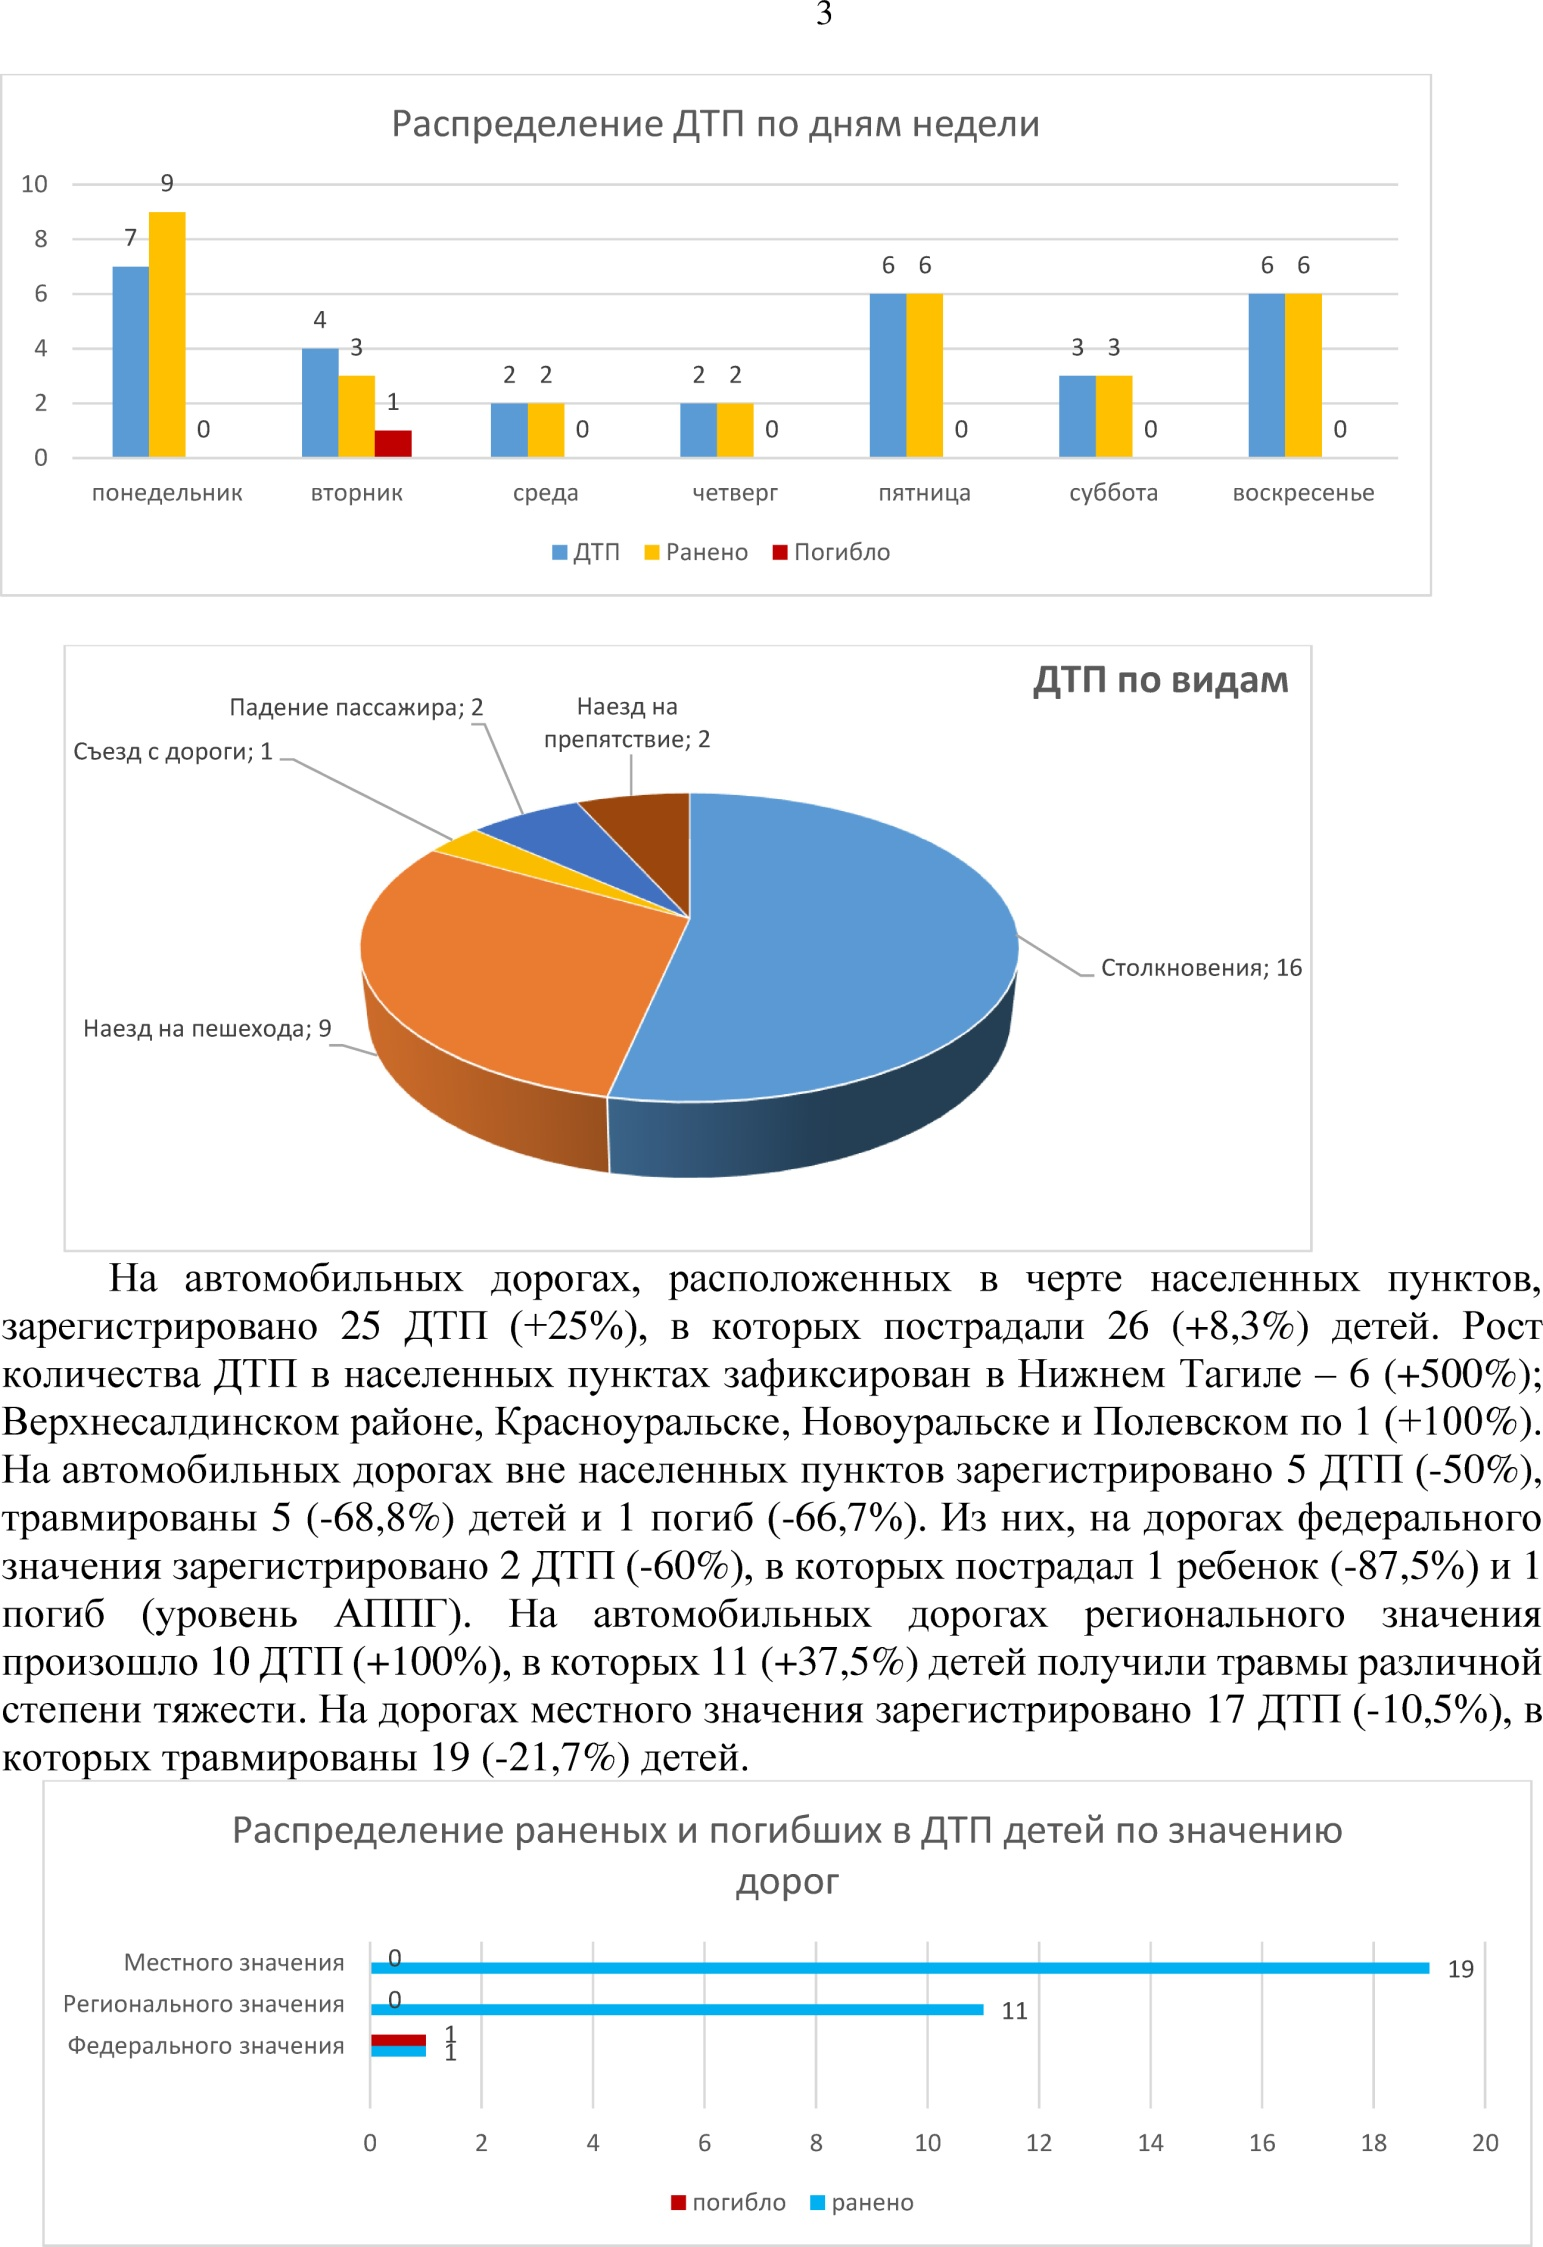 3
Распределение ДТП по дням недели
10
8
6
4
2
0
7 9 0
4 3 1
2 2 0
2 2 0
6 6 0
3 3 0
6 6 0
понедельник вторник среда четверг пятница суббота воскресенье
ДТП Ранено Погибло
ДТП по видам
Падение пассажира; 2
Наезд на
препятствие; 2
Съезд с дороги; 1
Столкновения; 16
Наезд на пешехода; 9
На автомобильных дорогах, расположенных в черте населенных пунктов,
зарегистрировано 25 ДТП (+25%), в которых пострадали 26 (+8,3%) детей. Рост
количества ДТП в населенных пунктах зафиксирован в Нижнем Тагиле – 6 (+500%);
Верхнесалдинском районе, Красноуральске, Новоуральске и Полевском по 1 (+100%).
На автомобильных дорогах вне населенных пунктов зарегистрировано 5 ДТП (-50%),
травмированы 5 (-68,8%) детей и 1 погиб (-66,7%). Из них, на дорогах федерального
значения зарегистрировано 2 ДТП (-60%), в которых пострадал 1 ребенок (-87,5%) и 1
погиб (уровень АППГ). На автомобильных дорогах регионального значения
произошло 10 ДТП (+100%), в которых 11 (+37,5%) детей получили травмы различной
степени тяжести. На дорогах местного значения зарегистрировано 17 ДТП (-10,5%), в
которых травмированы 19 (-21,7%) детей.
Распределение раненых и погибших в ДТП детей по значению
дорог
Местного значения 0 19
Регионального значения 0 11
Федерального значения 1 1
0 2 4 6 8 10 12 14 16 18 20
погибло ранено